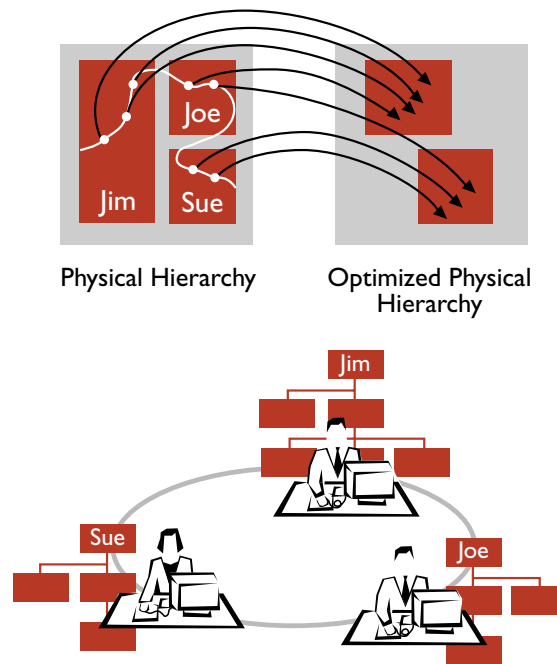 Joe
Jim
Sue
Physical Hierarchy
Optimized Physical
Hierarchy
Jim
Sue
Joe